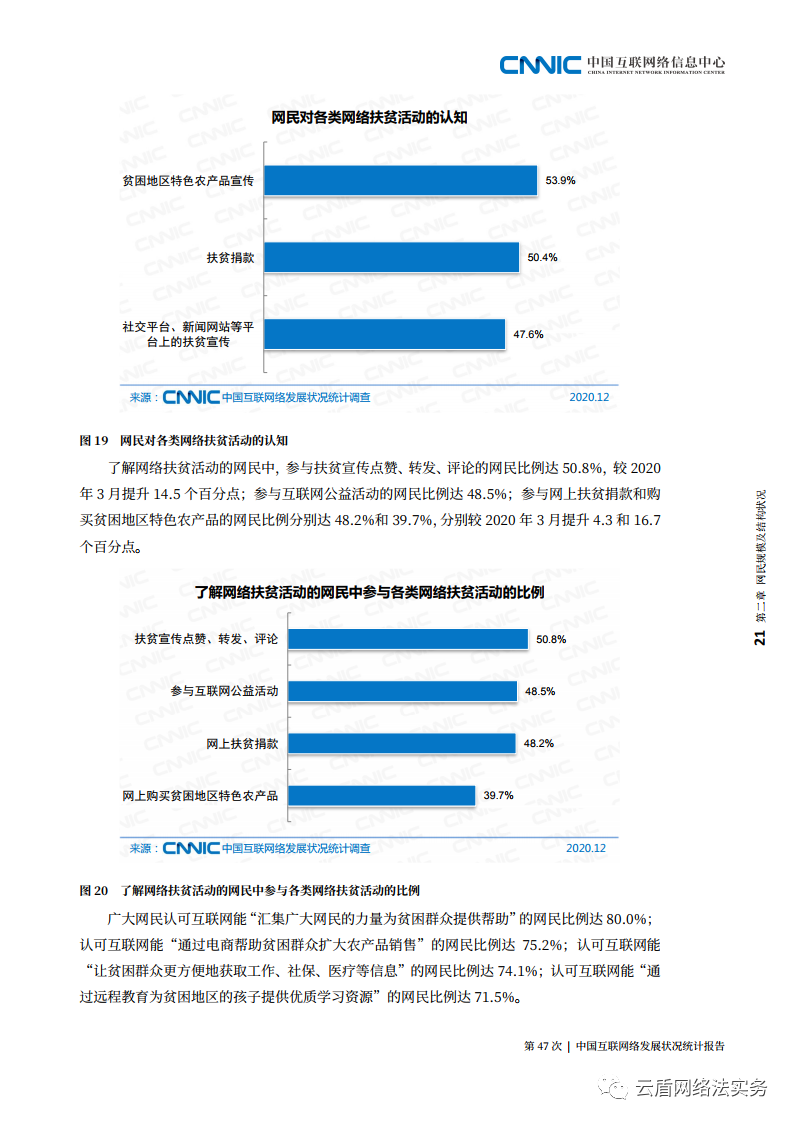 CNNIC 中国互联网络信息中心
CHINA INTERNET NETWORK INFORMATION CENTER
网民对各类网络扶贫活动的认知
贫困地区特色农产品宣传 53.9%
扶贫捐款 50.4%
社交平台、新闻网站等平
台上的扶贫宣传 47.6%
来源：CNNIC 中国互联网络发展状况统计调查 2020.12
图 19 网民对各类网络扶贫活动的认知
了解网络扶贫活动的网民中，参与扶贫宣传点赞、转发、评论的网民比例达 50.8%，较 2020
年 3 月提升 14.5 个百分点；参与互联网公益活动的网民比例达 48.5%；参与网上扶贫捐款和购
买贫困地区特色农产品的网民比例分别达 48.2%和 39.7%，分别较 2020 年 3 月提升 4.3 和 16.7
个百分点。
了解网络扶贫活动的网民中参与各类网络扶贫活动的比例
扶贫宣传点赞、转发、评论 50.8%
参与互联网公益活动 48.5%
网上扶贫捐款 48.2%
网上购买贫困地区特色农产品 39.7%
来源：CNNIC 中国互联网络发展状况统计调查 2020.12
图 20 了解网络扶贫活动的网民中参与各类网络扶贫活动的比例
广大网民认可互联网能“汇集广大网民的力量为贫困群众提供帮助”的网民比例达 80.0%；
认可互联网能“通过电商帮助贫困群众扩大农产品销售”的网民比例达 75.2%；认可互联网能
“让贫困群众更方便地获取工作、社保、医疗等信息”的网民比例达 74.1%；认可互联网能“通
过远程教育为贫困地区的孩子提供优质学习资源”的网民比例达 71.5%。
21 第二章 网民规模及结构状况
第 47 次 | 中国互联网络发展状况统计报告
云盾网络法实务